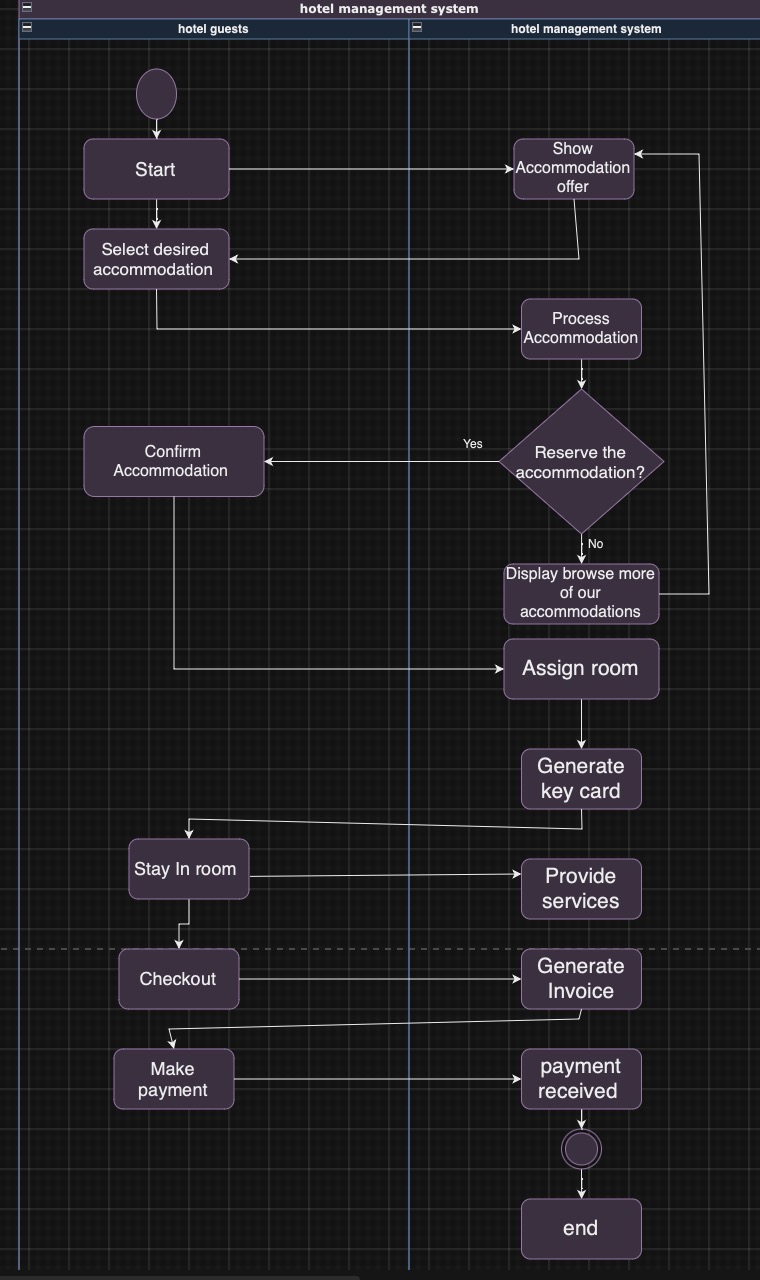 hotel management system
hotel guests
hotel management system
Start
Show
Accommodation
offer
Select desired
accommodation
Process
Accommodation
Confirm
Accommodation
Yes
Reserve the
accommodation?
No
Display browse more
of our
accommodations
Assign room
Generate
key card
Stay In room
Provide
services
Checkout
Generate
Invoice
Make
payment
payment
received
end